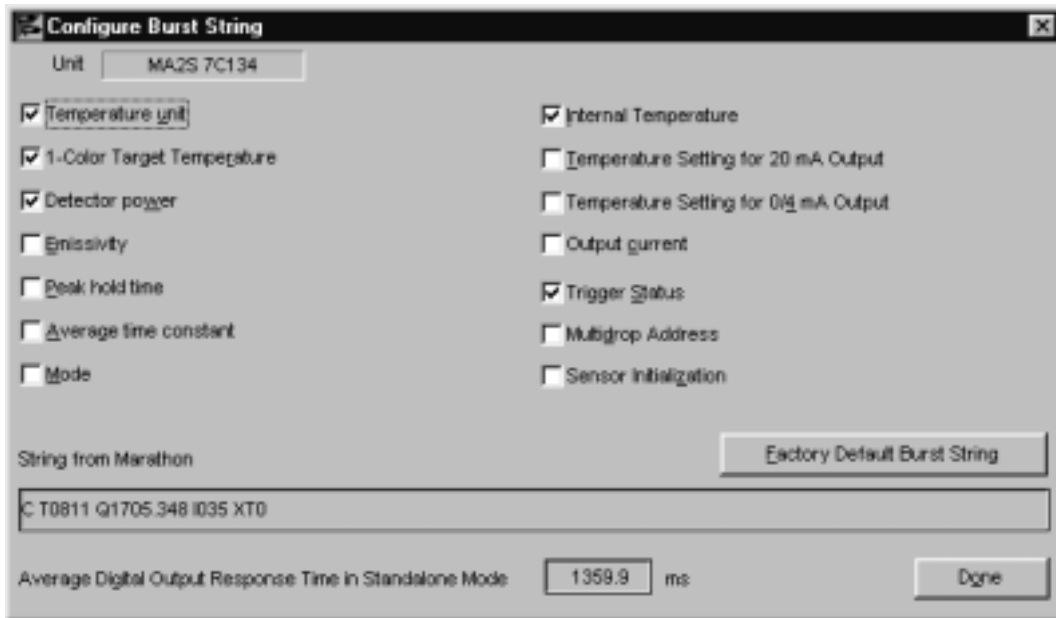 Configure Burst String
Unit MA2S 7C134
Temperature unit
Internal Temperature
1-Color Target Temperature
Temperature Setting for 20 mA Output
Detector power
Temperature Setting for 0/4 mA Output
Emissivity
Output current
Peak hold time
Trigger Status
Average time constant
Multidrop Address
Mode
Sensor Initialization
String from Marathon
Factory Default Burst String
C T0811 Q1705.348 I035 XT0
Average Digital Output Response Time in Standalone Mode 1359.9 ms
Done